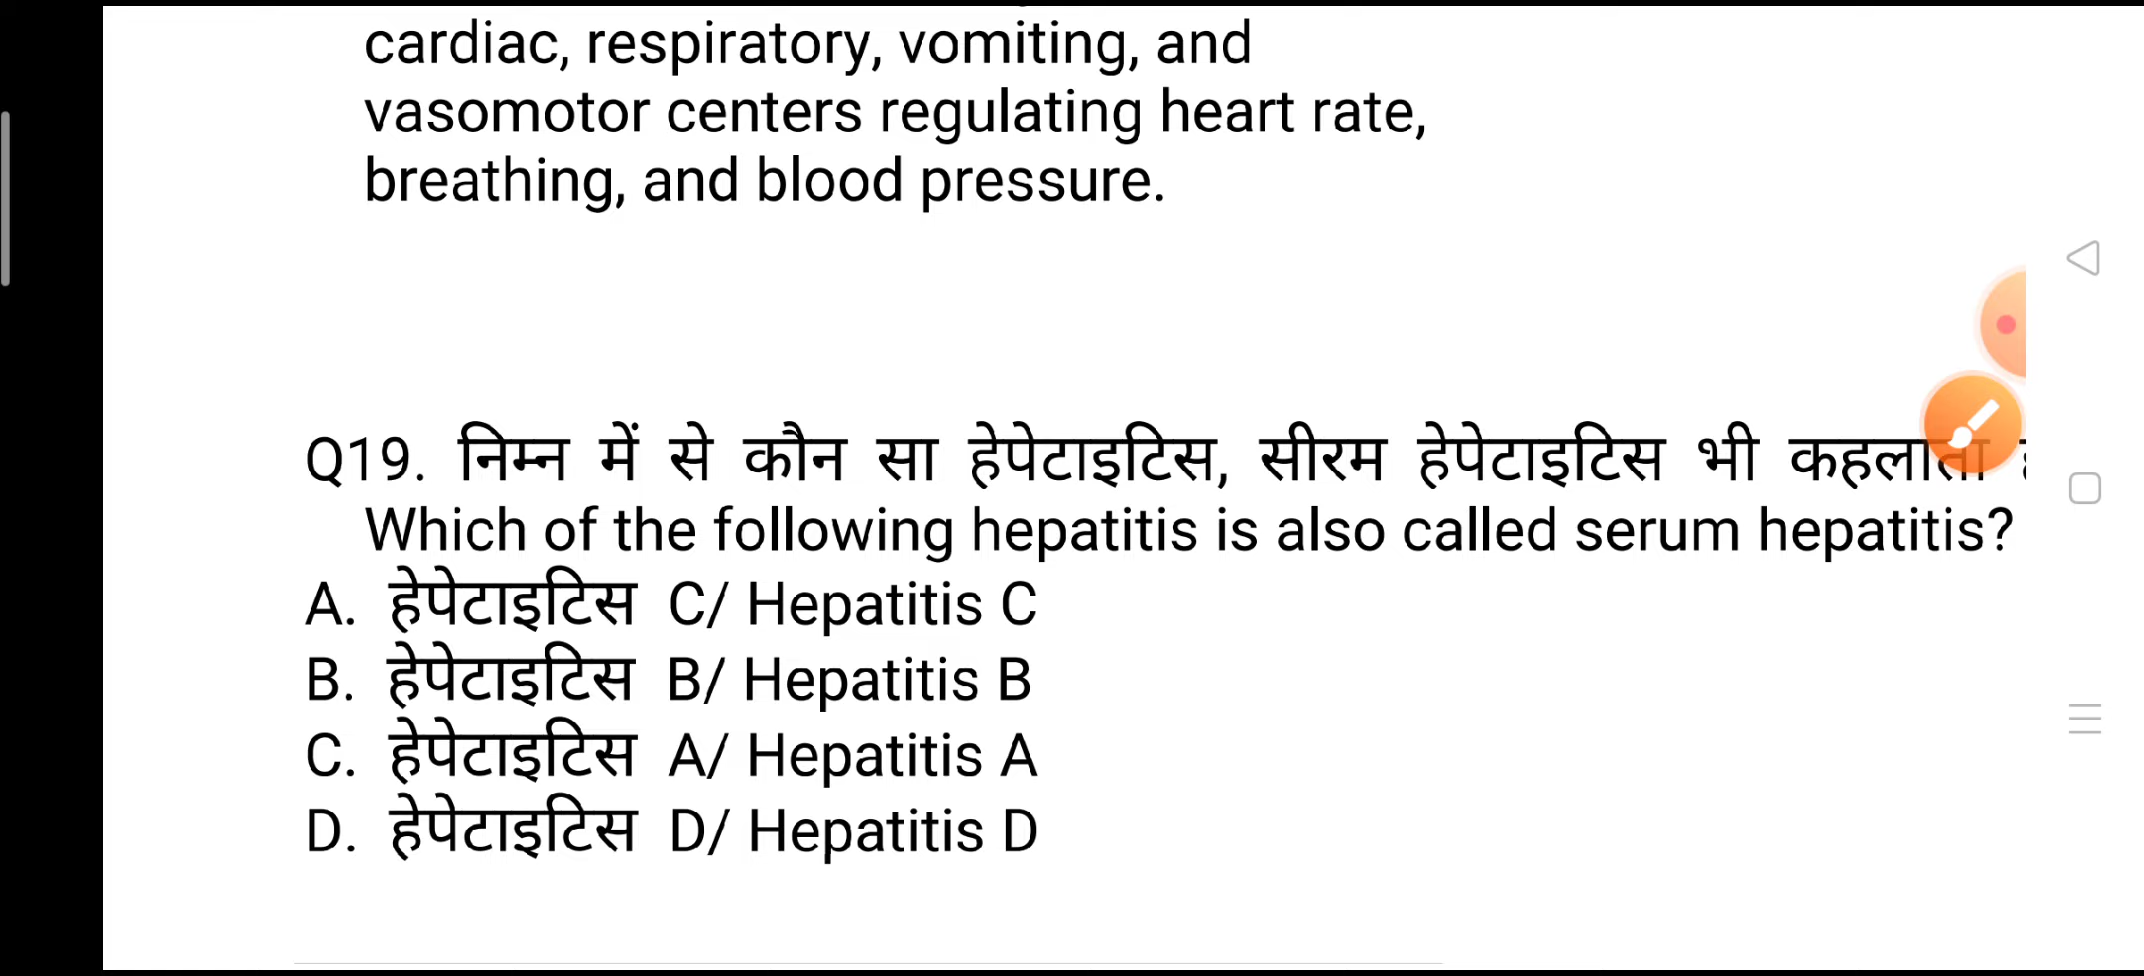 cardiac, respiratory, vomiting, and
vasomotor centers regulating heart rate,
breathing, and blood pressure.
Q19. निम्न में से कौन सा हेपेटाइटिस, सीरम हेपेटाइटिस भी कहलाता
Which of the following hepatitis is also called serum hepatitis?
A. हेपेटाइटिस C/ Hepatitis C
B. हेपेटाइटिस B/ Hepatitis B
C. हेपेटाइटिस A/ Hepatitis A
D. हेपेटाइटिस D/ Hepatitis D